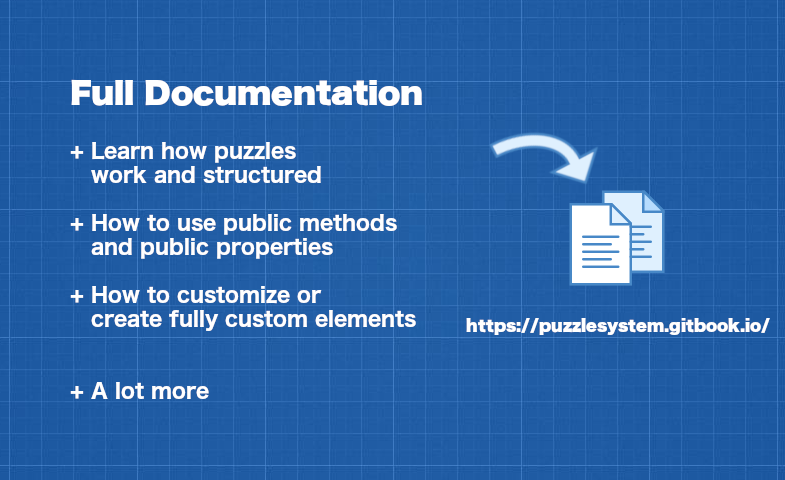 Full Documentation
+ Learn how puzzles
work and structured
+ How to use public methods
and public properties
+ How to customize or
create fully custom elements
+ A lot more
https://puzzlesystem.gitbook.io/